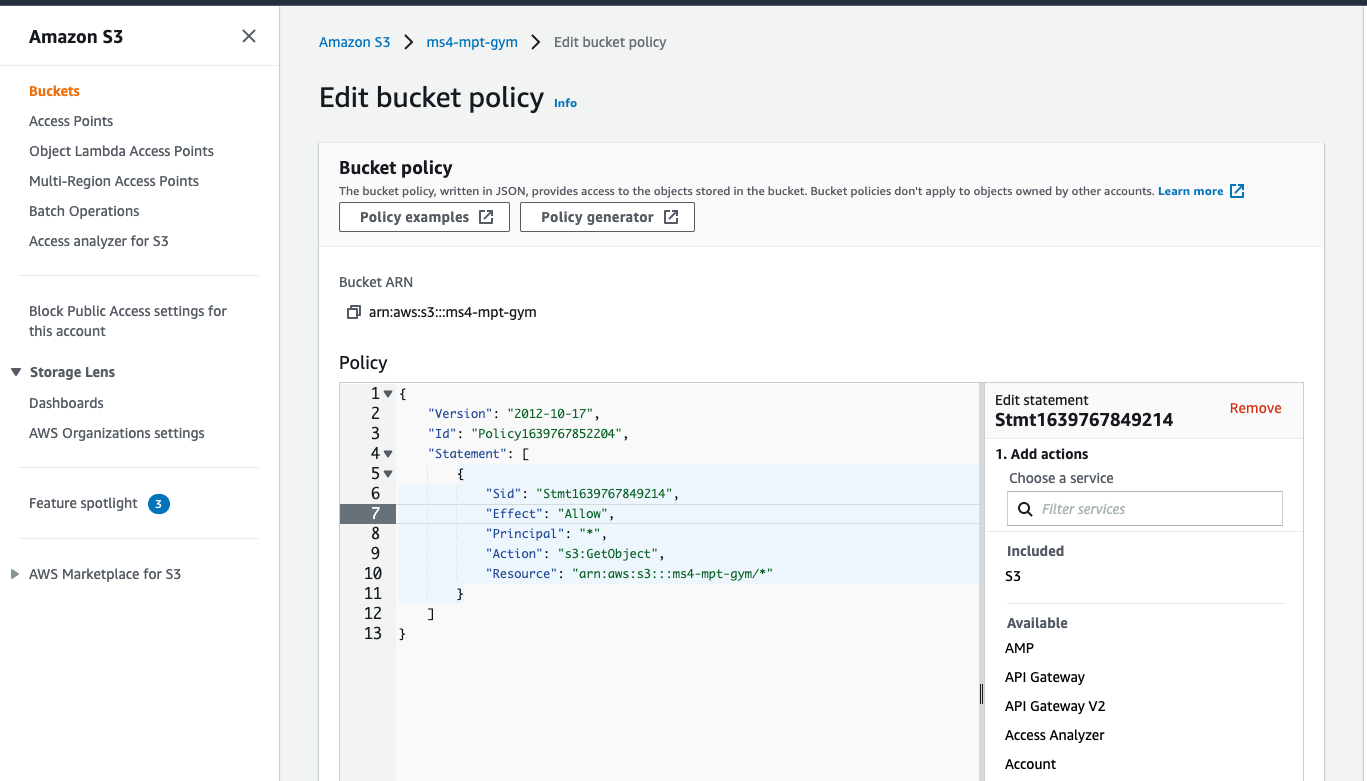 Amazon S3
Buckets
Access Points
Object Lambda Access Points
Multi-Region Access Points
Batch Operations
Access analyzer for S3
Block Public Access settings for
this account
Storage Lens
Dashboards
AWS Organizations settings
Feature spotlight 3
AWS Marketplace for S3
Amazon S3 ms4-mpt-gym Edit bucket policy
Edit bucket policy Info
Bucket policy
The bucket policy, written in JSON, provides access to the objects stored in the bucket. Bucket policies don't apply to objects owned by other accounts. Learn more
Policy examples Policy generator
Bucket ARN
arn:aws:s3:::ms4-mpt-gym
Policy
1 {
2 "Version": "2012-10-17",
3 "Id": "Policy1639767852204",
4 "Statement": [
5 {
6 "Sid": "Stmt1639767849214",
7 "Effect": "Allow",
8 "Principal": "*",
9 "Action": "s3:GetObject",
10 "Resource": "arn:aws:s3:::ms4-mpt-gym/*"
11 }
12 ]
13 }
Edit statement
Stmt1639767849214
Remove
1. Add actions
Choose a service
Filter services
Included
S3
Available
AMP
API Gateway
API Gateway V2
Access Analyzer
Account